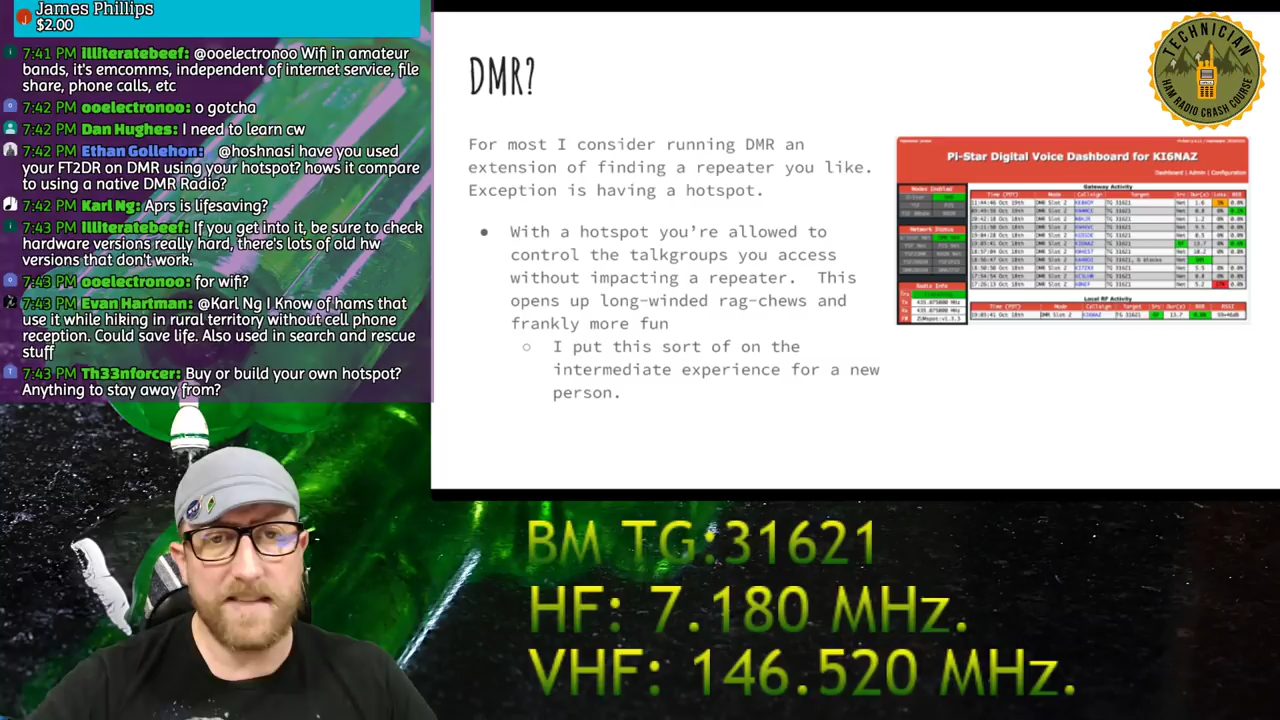 James Phillips
$2.00
7:41 PM Illiteratebeef: @ooelectronoo Wifi in amateur
bands, it's emcomms, independent of internet service, file
share, phone calls, etc
7:42 PM ooelectronoo: o gotcha
7:42 PM Dan Hughes: I need to learn cw
7:42 PM Ethan Gollehon: @hoshnasi have you used
your FT2DR on DMR using your hotspot? hows it compare
to using a native DMR Radio?
7:42 PM Karl Ng: Aprs is lifesaving?
7:43 PM Illiteratebeef: If you get into it, be sure to check
hardware versions really hard, there's lots of old hw
versions that don't work.
7:43 PM ooelectronoo: for wifi?
7:43 PM Evan Hartman: @Karl Ng I Know of hams that
use it while hiking in rural terrain without cell phone
reception. Could save life. Also used in search and rescue
stuff
7:43 PM Th33nforcer: Buy or build your own hotspot?
Anything to stay away from?
DMR?
For most I consider running DMR an
extension of finding a repeater you like.
Exception is having a hotspot.
● With a hotspot you’re allowed to
control the talkgroups you access
without impacting a repeater. This
opens up long-winded rag-chews and
frankly more fun
○ I put this sort of on the
intermediate experience for a new
person.
TECHNICIAN
HAM RADIO CRASH COURSE
Pi-Star Digital Voice Dashboard for KI6NAZ
Dashboard | Admin | Configuration
Gateway Activity
Local RF Activity
BM TG:31621
HF: 7.180 MHz.
VHF: 146.520 MHz.